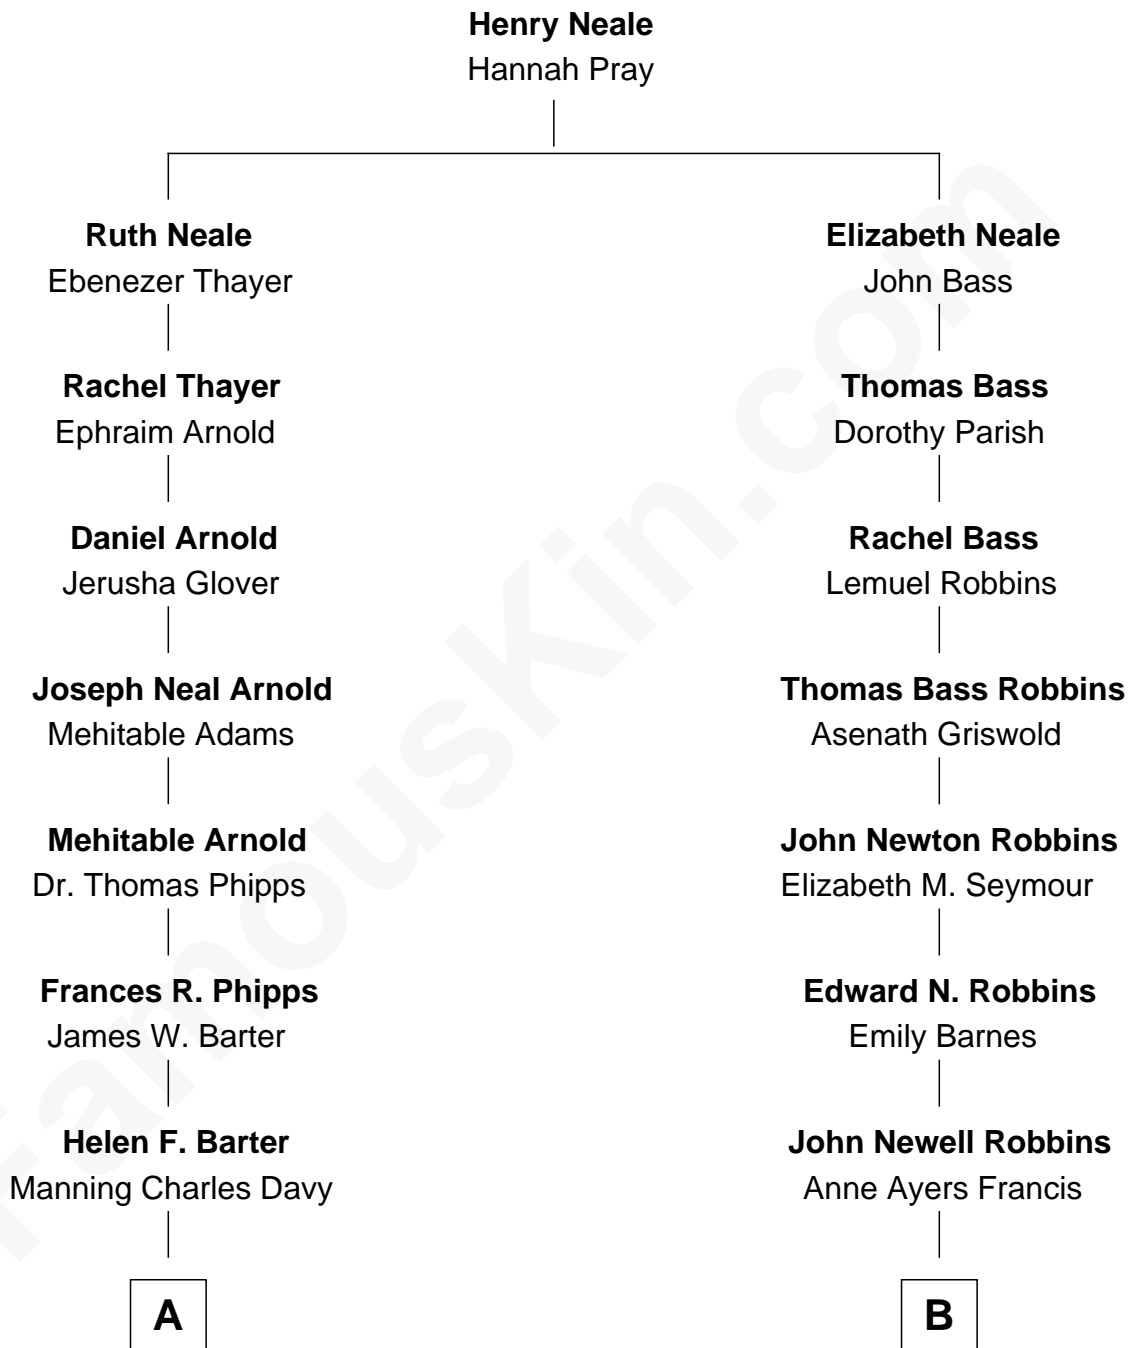 Henry Neale
Hannah Pray
Ruth Neale
Ebenezer Thayer
Elizabeth Neale
John Bass
Rachel Thayer
Ephraim Arnold
Thomas Bass
Dorothy Parish
Daniel Arnold
Jerusha Glover
Rachel Bass
Lemuel Robbins
Joseph Neal Arnold
Mehitable Adams
Thomas Bass Robbins
Asenath Griswold
Mehitable Arnold
Dr. Thomas Phipps
John Newton Robbins
Elizabeth M. Seymour
Frances R. Phipps
James W. Barter
Edward N. Robbins
Emily Barnes
Helen F. Barter
Manning Charles Davy
John Newell Robbins
Anne Ayers Francis
A
B
FamousKin.com